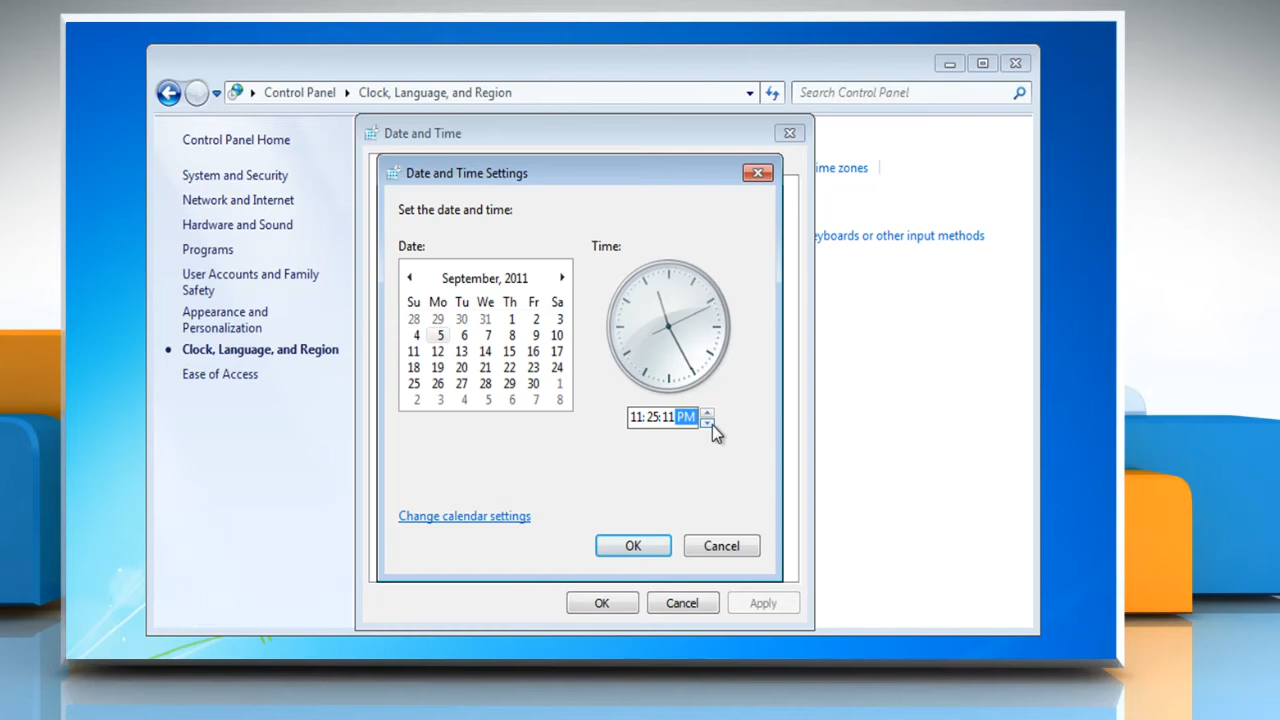 Control Panel Clock, Language, and Region
Search Control Panel
Control Panel Home
System and Security
Network and Internet
Hardware and Sound
Programs
User Accounts and Family
Safety
Appearance and
Personalization
Clock, Language, and Region
Ease of Access
Date and Time
ime zones
eyboards or other input methods
Date and Time Settings
Set the date and time:
Date:
September, 2011
Su Mo Tu We Th Fr Sa
28 29 30 31 1 2 3
4 5 6 7 8 9 10
11 12 13 14 15 16 17
18 19 20 21 22 23 24
25 26 27 28 29 30 1
2 3 4 5 6 7 8
Time:
11:25:11 PM
Change calendar settings
OK Cancel
OK Cancel Apply